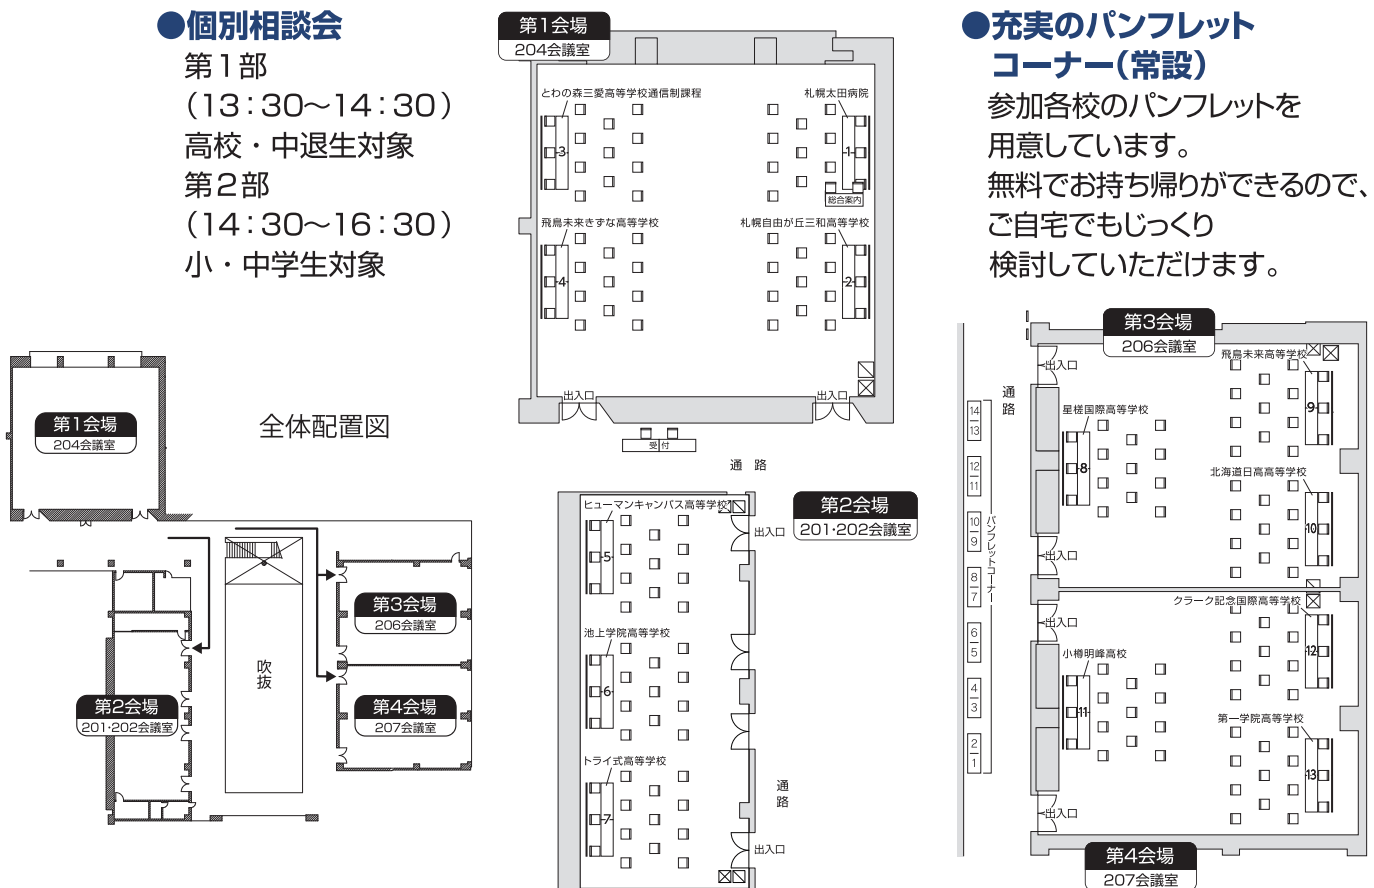 ●個別相談会
第1部
(13:30〜14:30)
高校・中退生対象
第2部
(14:30〜16:30)
小・中学生対象
第1会場
204会議室
とわの森三愛高等学校通信制課程
札幌太田病院
3
1
総合案内
飛鳥未来きずな高等学校
札幌自由が丘三和高等学校
4
2
出入口
出入口
受付
通路
●充実のパンフレット
コーナー(常設)
参加各校のパンフレットを
用意しています。
無料でお持ち帰りができるので、
ご自宅でもじっくり
検討していただけます。
全体配置図
第1会場
204会議室
第2会場
201・202会議室
吹抜
第3会場
206会議室
第4会場
207会議室
第2会場
201・202会議室
ヒューマンキャンパス高等学校
5
出入口
池上学院高等学校
6
トライ式高等学校
7
通路
出入口
第3会場
206会議室
通路
出入口
飛鳥未来高等学校
9
星槎国際高等学校
8
北海道日高高等学校
10
出入口
14
13
12
11
10
9
8
7
6
5
4
3
2
1
パンフレットコーナー
クラーク記念国際高等学校
出入口
12
小樽明峰高校
11
第一学院高等学校
13
出入口
第4会場
207会議室